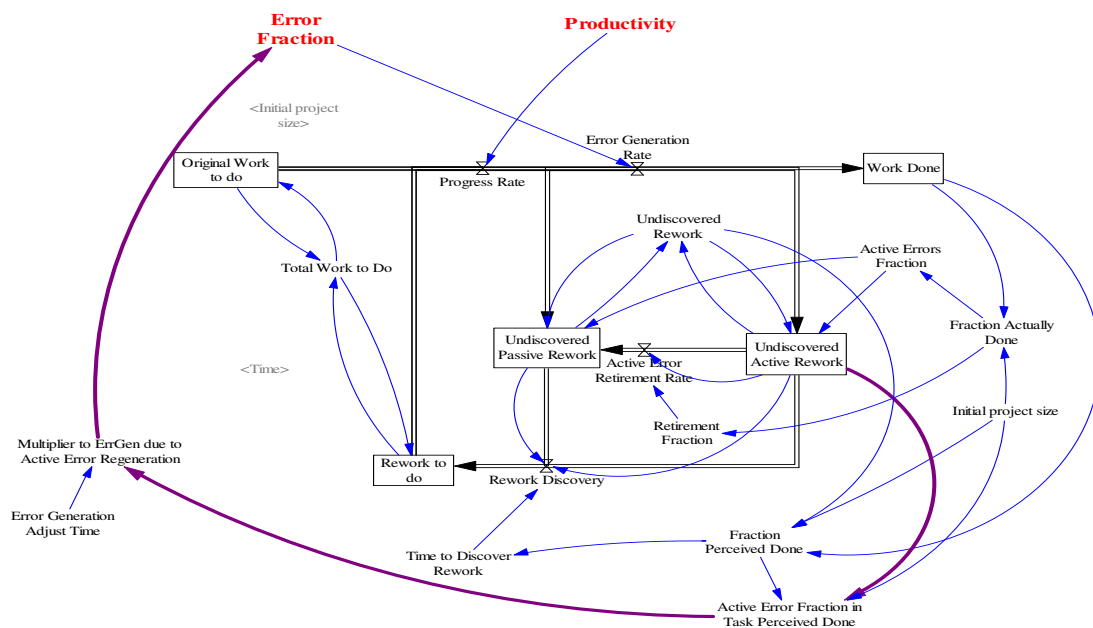 Error
Fraction
Productivity
<Initial project
size>
Error Generation
Rate
Original Work
to do
Progress Rate
Work Done
Undiscovered
Rework
Active Errors
Fraction
Total Work to Do
Undiscovered
Passive Rework
Active Error
Retirement Rate
Undiscovered
Active Rework
Fraction Actually
Done
<Time>
Initial project size
Retirement
Fraction
Multiplier to ErrGen due to
Active Error Regeneration
Rework to
do
Rework Discovery
Error Generation
Adjust Time
Time to Discover
Rework
Fraction
Perceived Done
Active Error Fraction in
Task Perceived Done